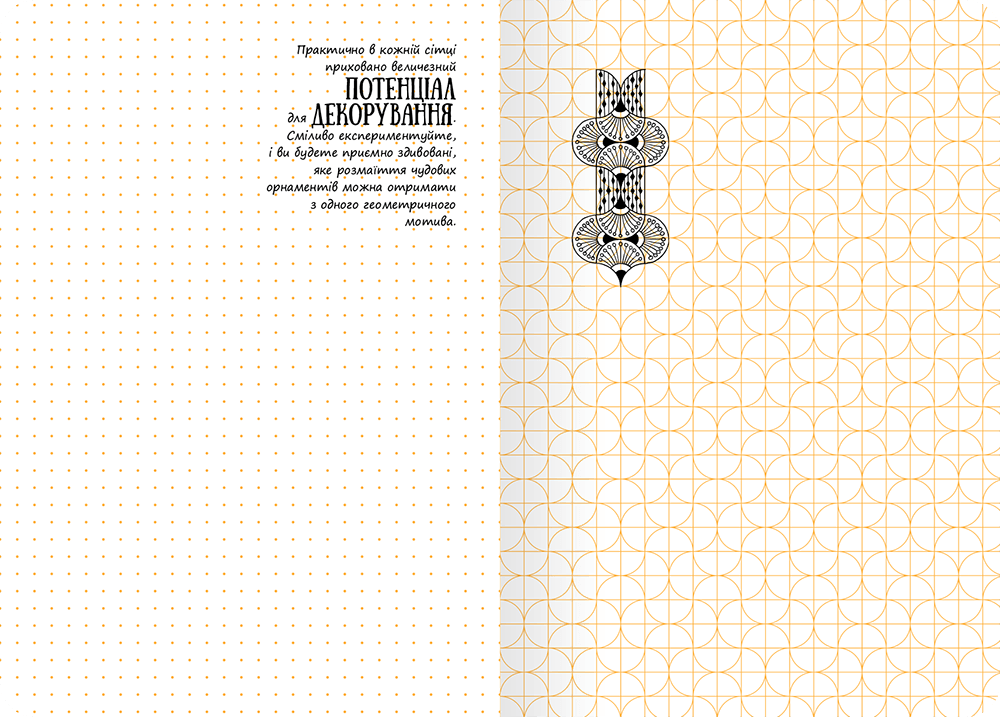 Практично в кожній сітці
приховано величезний
ПОТЕНЦІАЛ
для ДЕКОРУВАННЯ.
Сміливо експериментуйте,
і ви будете приємно здивовані,
яке розмаїття чудових
орнаментів можна отримати
з одного геометричного
мотива.